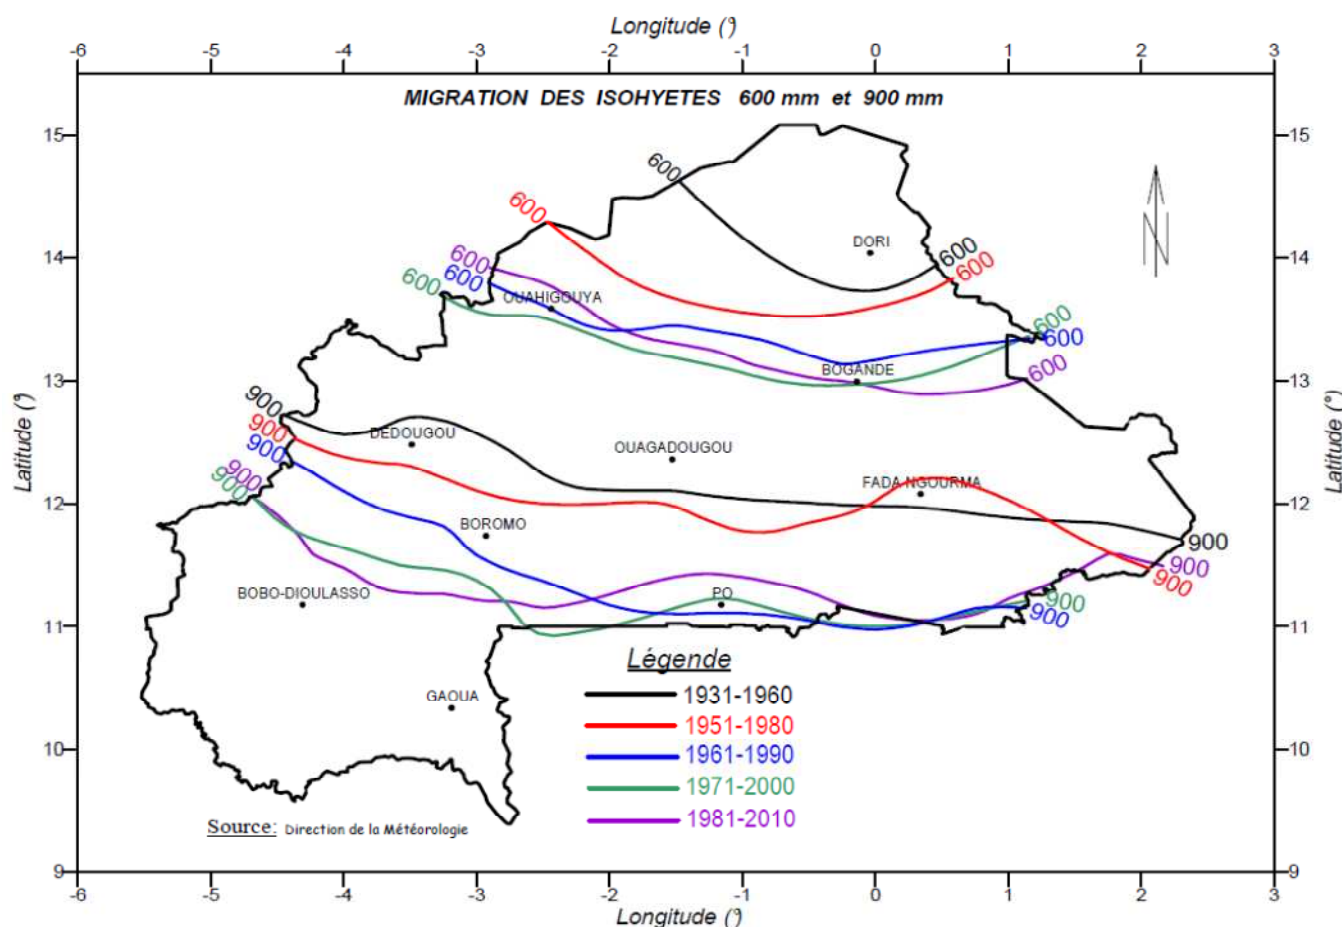 Longitude (°)
-6 -5 -4 -3 -2 -1 0 1 2 3
MIGRATION DES ISOHYETES 600 mm et 900 mm
15 15
600
600
14 DORI 14
600 600
600 600
600 OUAHIGOUYA
600
600
13 BOGANDE 600 13
900
900 DEDOUGOU
900 OUAGADOUGOU
900
900 FADA NGOURMA
12 12
BOROMO 900
900
900
BOBO-DIOULASSO PO 900
900
11 11
Légende
GAOUA 1931-1960
1951-1980
10 1961-1990 10
1971-2000
1981-2010
Source: Direction de la Météorologie
9 9
-6 -5 -4 -3 -2 -1 0 1 2 3
Longitude (°)
Latitude (°)
Latitude (°)
N